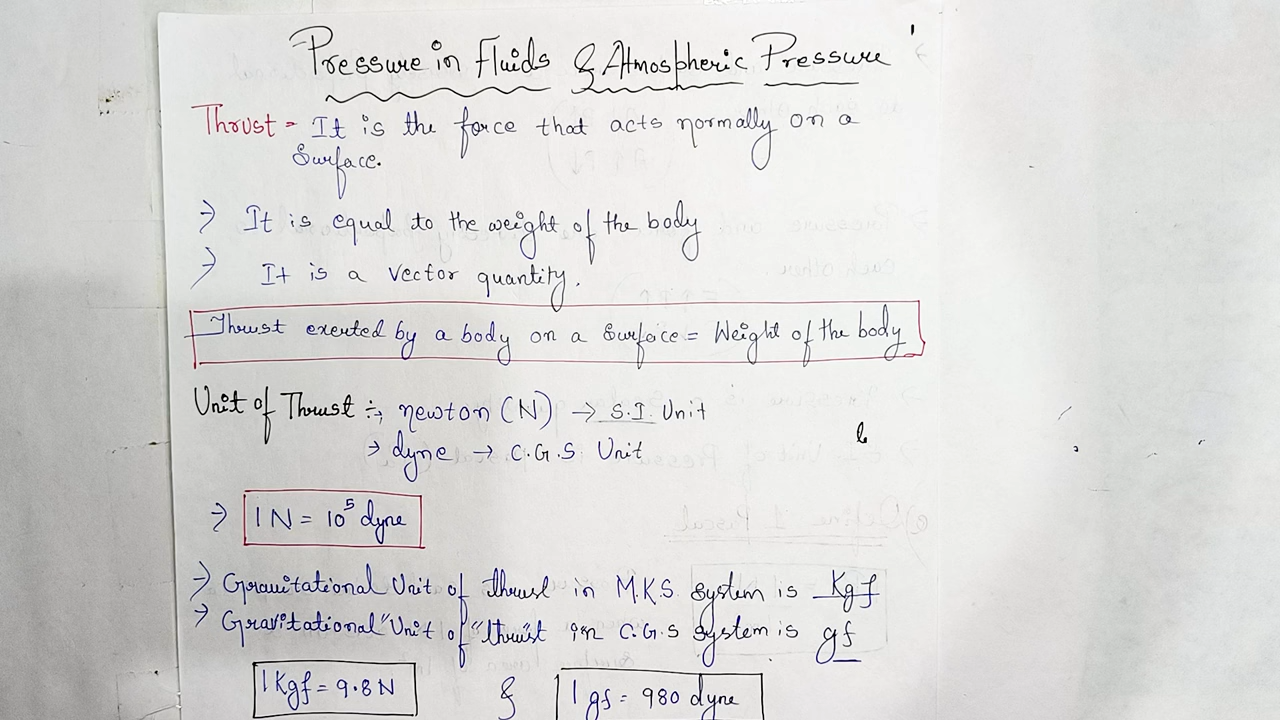 Pressure in Fluids & Atmospheric Pressure
Thrust - It is the force that acts normally on a
Surface.
→ It is equal to the weight of the body
→ It is a vector quantity.
Thrust exerted by a body on a Surface = Weight of the body
Unit of Thrust :→ newton (N) → S.I. Unit
→ dyne → C.G.S. Unit
→ 1 N = 10⁵ dyne
→ Gravitational Unit of thrust in M.K.S. System is Kgf
→ Gravitational "Unit of "thrust in C.G.S System is gf
1 Kgf = 9.8 N & 1 gf = 980 dyne